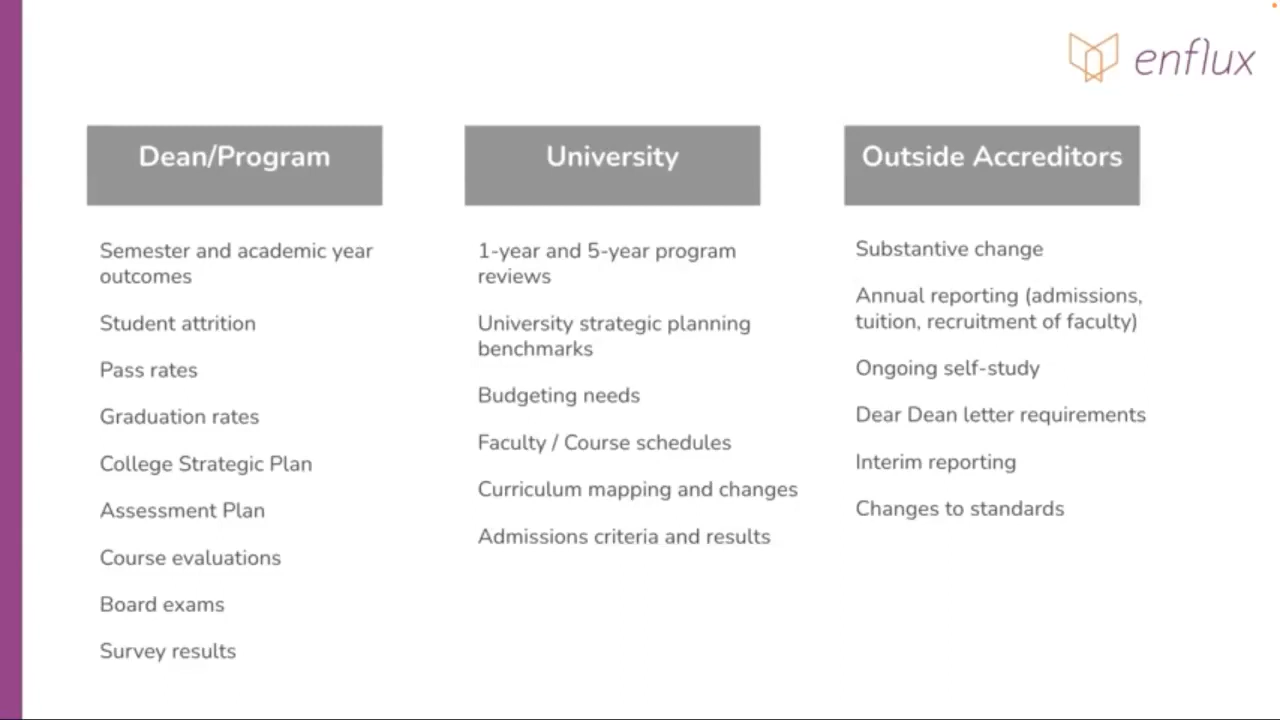 enflux
Dean/Program
Semester and academic year
outcomes
Student attrition
Pass rates
Graduation rates
College Strategic Plan
Assessment Plan
Course evaluations
Board exams
Survey results
University
1-year and 5-year program
reviews
University strategic planning
benchmarks
Budgeting needs
Faculty / Course schedules
Curriculum mapping and changes
Admissions criteria and results
Outside Accreditors
Substantive change
Annual reporting (admissions,
tuition, recruitment of faculty)
Ongoing self-study
Dear Dean letter requirements
Interim reporting
Changes to standards